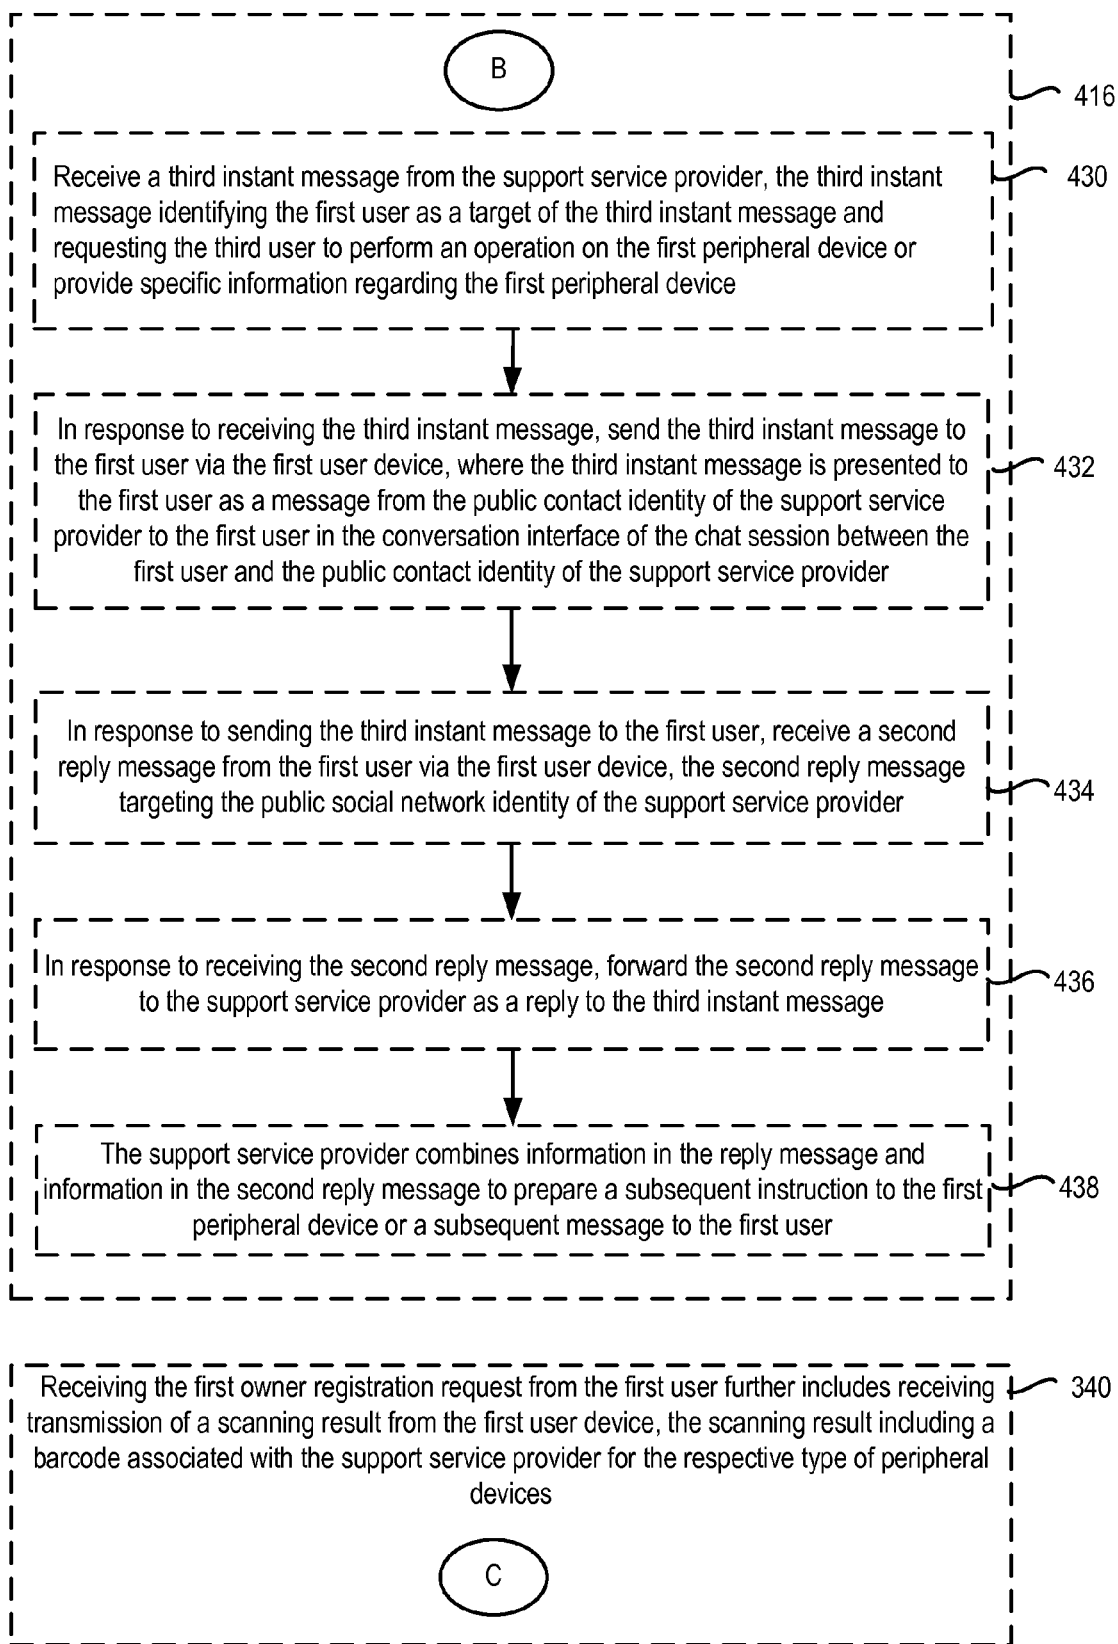 B
416
Receive a third instant message from the support service provider, the third instant
message identifying the first user as a target of the third instant message and
requesting the third user to perform an operation on the first peripheral device or
provide specific information regarding the first peripheral device
430
In response to receiving the third instant message, send the third instant message to
the first user via the first user device, where the third instant message is presented to
the first user as a message from the public contact identity of the support service
provider to the first user in the conversation interface of the chat session between the
first user and the public contact identity of the support service provider
432
In response to sending the third instant message to the first user, receive a second
reply message from the first user via the first user device, the second reply message
targeting the public social network identity of the support service provider
434
In response to receiving the second reply message, forward the second reply message
to the support service provider as a reply to the third instant message
436
The support service provider combines information in the reply message and
information in the second reply message to prepare a subsequent instruction to the first
peripheral device or a subsequent message to the first user
438
Receiving the first owner registration request from the first user further includes receiving
transmission of a scanning result from the first user device, the scanning result including a
barcode associated with the support service provider for the respective type of peripheral
devices
340
C